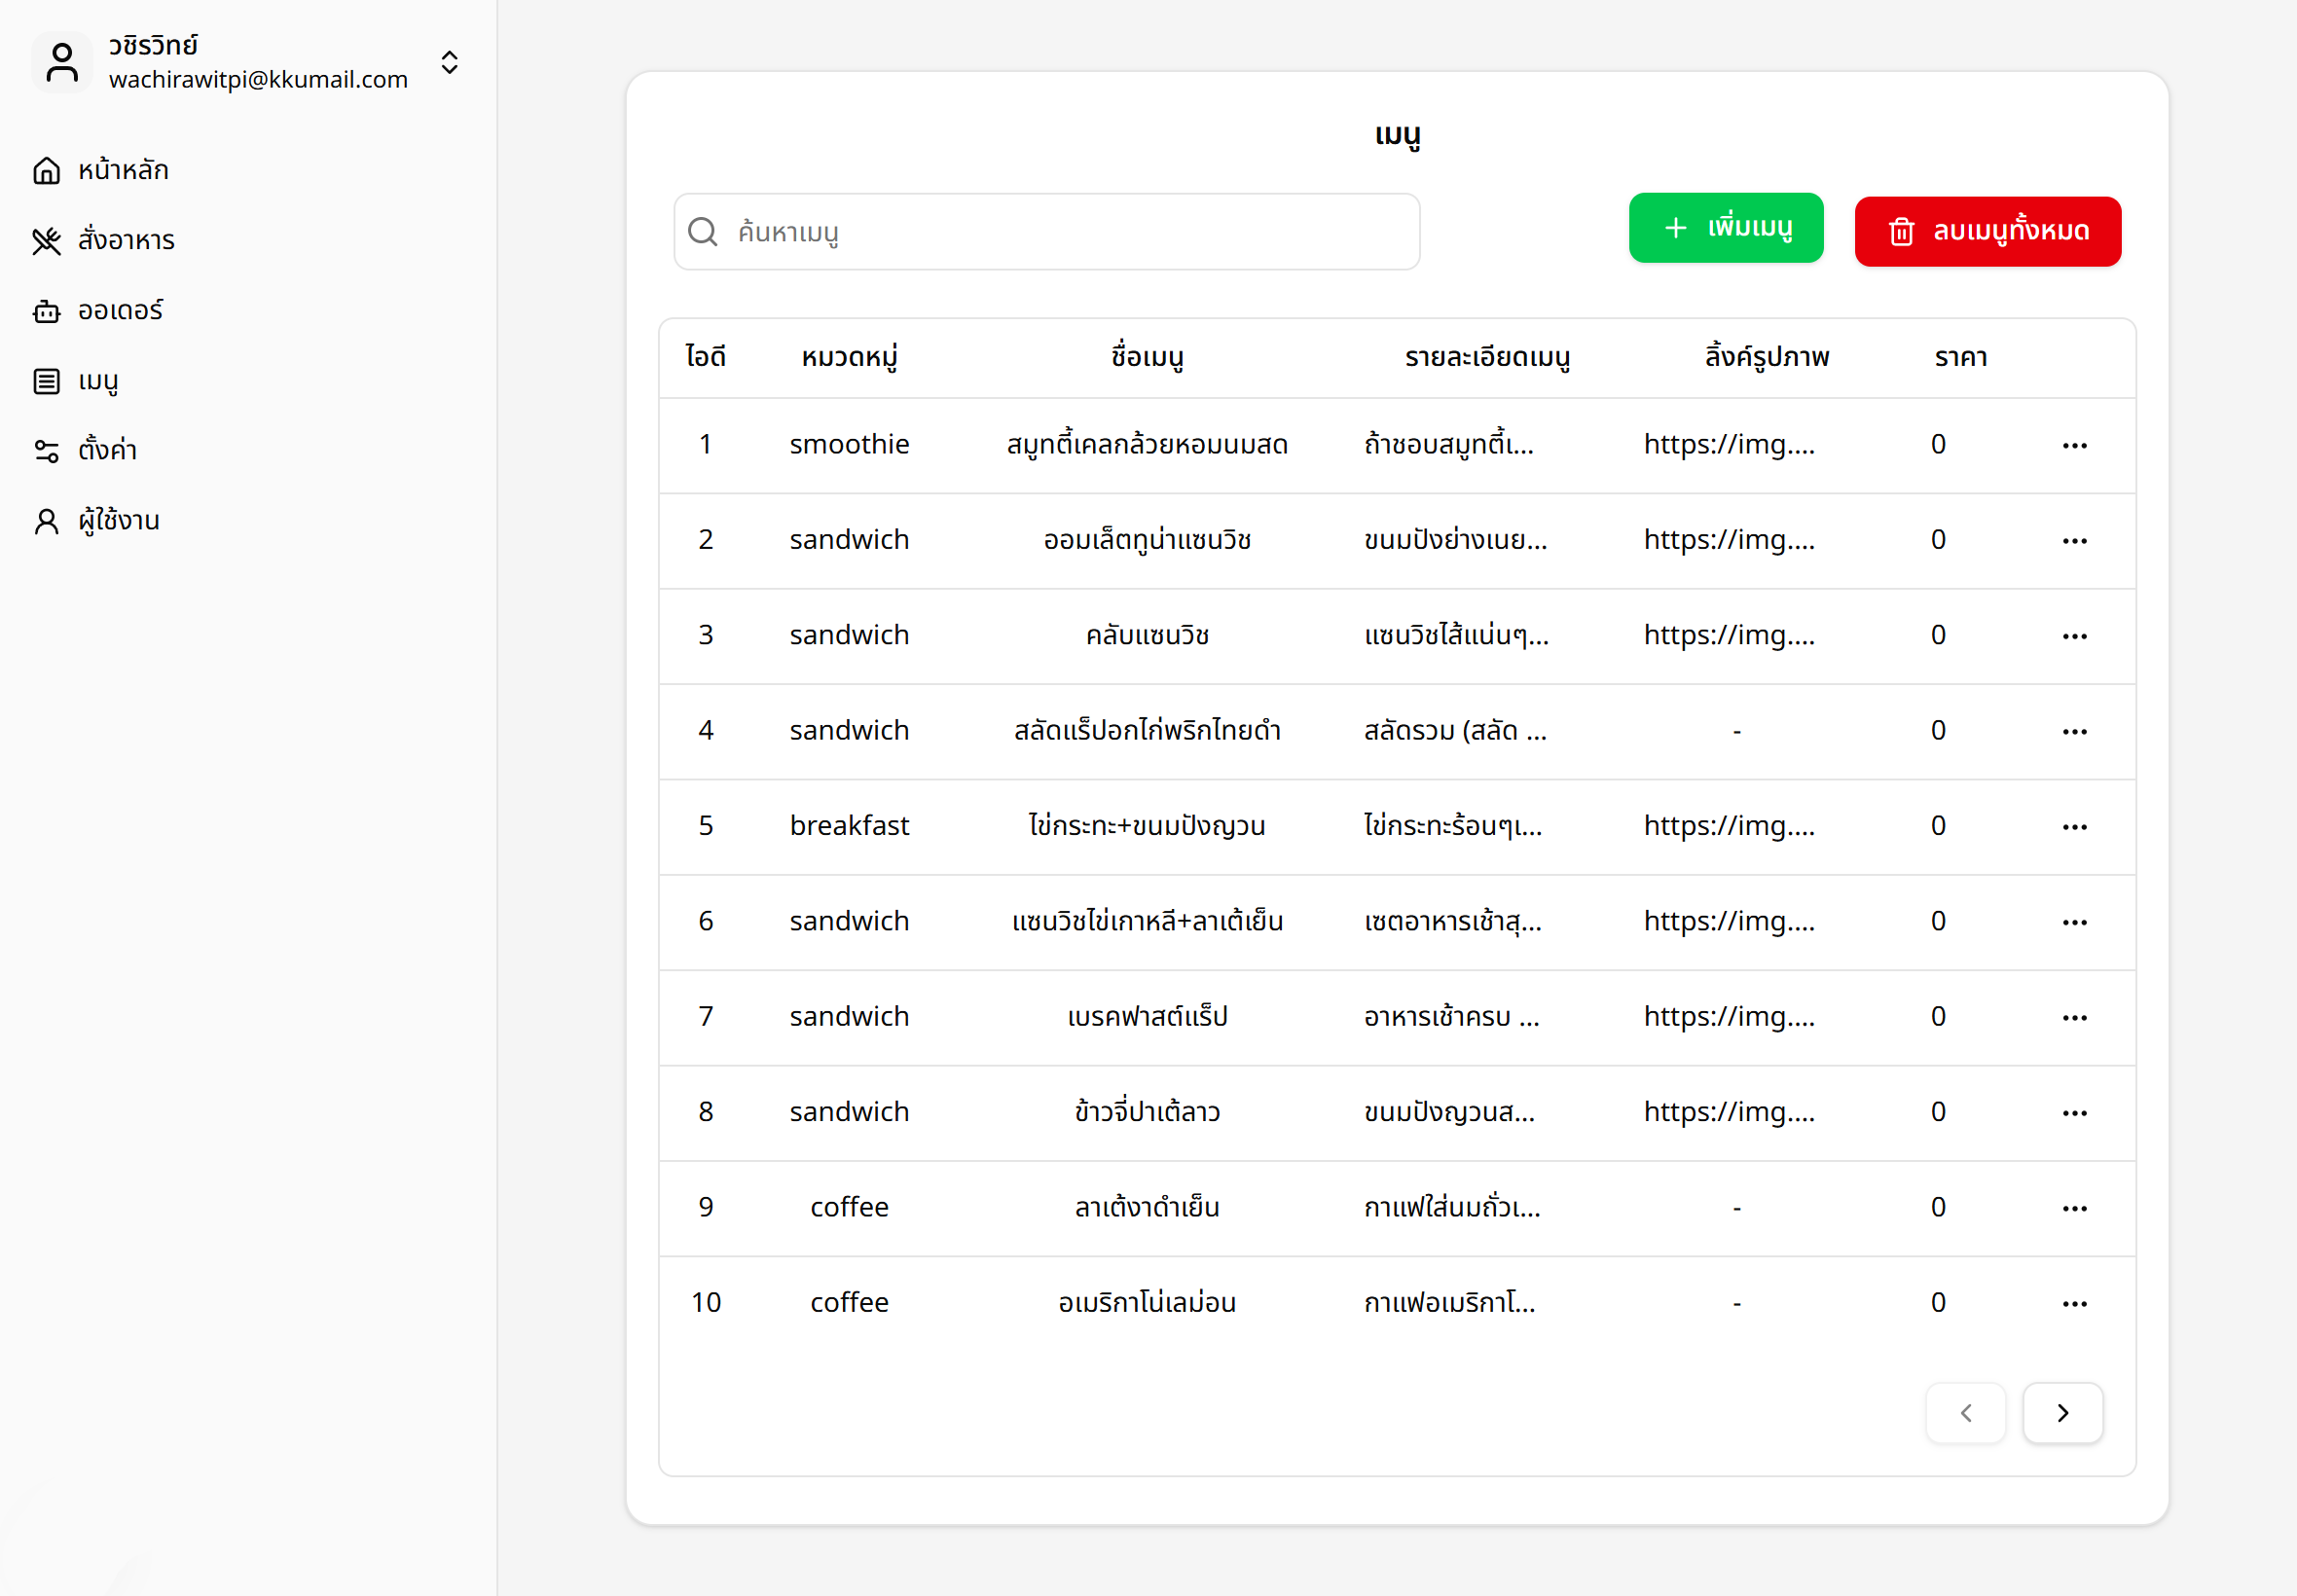 วชิรวิทย์
wachirawitpi@kkumail.com
หน้าหลัก
สั่งอาหาร
ออเดอร์
เมนู
ตั้งค่า
ผู้ใช้งาน
เมนู
ค้นหาเมนู
เพิ่มเมนู
ลบเมนูทั้งหมด
ไอดี หมวดหมู่ ชื่อเมนู รายละเอียดเมนู ลิ้งค์รูปภาพ ราคา
1 smoothie สมูทตี้เคลกล้วยหอมนมสด ถ้าชอบสมูทตี้เ... https://img.... 0
2 sandwich ออมเล็ตทูน่าแซนวิช ขนมปังย่างเนย... https://img.... 0
3 sandwich คลับแซนวิช แซนวิชไส้แน่นๆ... https://img.... 0
4 sandwich สลัดแร็ปอกไก่พริกไทยดำ สลัดรวม (สลัด ... - 0
5 breakfast ไข่กระทะ+ขนมปังญวน ไข่กระทะร้อนๆเ... https://img.... 0
6 sandwich แซนวิชไข่เกาหลี+ลาเต้เย็น เซตอาหารเช้าสุ... https://img.... 0
7 sandwich เบรคฟาสต์แร็ป อาหารเช้าครบ ... https://img.... 0
8 sandwich ข้าวจี่ปาเต้ลาว ขนมปังญวนส... https://img.... 0
9 coffee ลาเต้งาดำเย็น กาแฟใส่นมถั่วเ... - 0
10 coffee อเมริกาโน่เลม่อน กาแฟอเมริกาโ... - 0